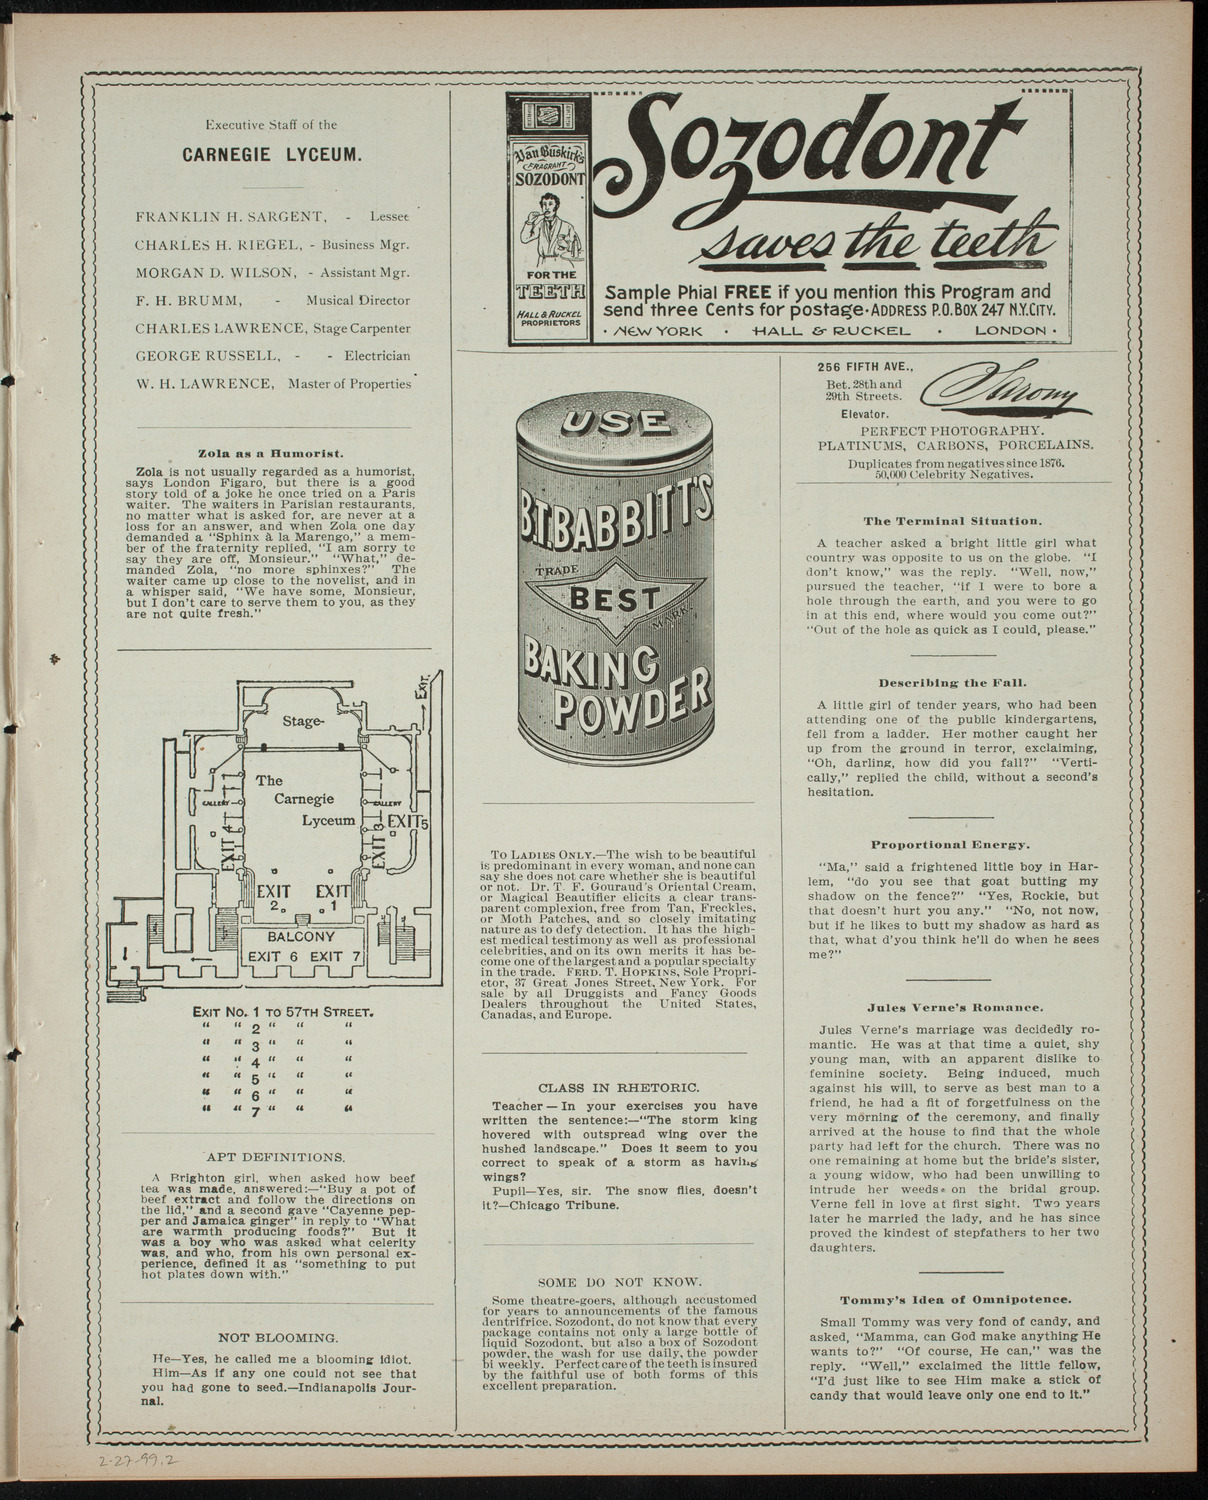 Executive Staff of the
CARNEGIE LYCEUM.
FRANKLIN H. SARGENT, - Lessee
CHARLES H. RIEGEL, - Business Mgr.
MORGAN D. WILSON, - Assistant Mgr.
F. H. BRUMM, - Musical Director
CHARLES LAWRENCE, Stage Carpenter
GEORGE RUSSELL, - - Electrician
W. H. LAWRENCE, Master of Properties
Zola as a Humorist.
Zola is not usually regarded as a humorist,
says London Figaro, but there is a good
story told of a joke he once tried on a Paris
waiter. The waiters in Parisian restaurants,
no matter what is asked for, are never at a
loss for an answer, and when Zola one day
demanded a "Sphinx à la Marengo," a mem-
ber of the fraternity replied, "I am sorry to
say they are off, Monsieur." "What," de-
manded Zola, "no more sphinxes?" The
waiter came up close to the novelist, and in
a whisper said, "We have some, Monsieur,
but I don't care to serve them to you, as they
are not quite fresh."
EXIT.
Stage-
The
Carnegie
Lyceum
GALLERY
GALLERY
EXIT 4
EXIT 3
EXIT 5
EXIT 2
EXIT 1
BALCONY
EXIT 6 EXIT 7
EXIT No. 1 TO 57TH STREET.
" " 2 " " "
" " 3 " " "
" " 4 " " "
" " 5 " " "
" " 6 " " "
" " 7 " " "
APT DEFINITIONS.
A Brighton girl, when asked how beef
tea was made, answered:—"Buy a pot of
beef extract and follow the directions on
the lid," and a second gave "Cayenne pep-
per and Jamaica ginger" in reply to "What
are warmth producing foods?" But it
was a boy who was asked what celerity
was, and who, from his own personal ex-
perience, defined it as "something to put
hot plates down with."
NOT BLOOMING.
He—Yes, he called me a blooming idiot.
Him—As if any one could not see that
you had gone to seed.—Indianapolis Jour-
nal.
Van Buskirk's
FRAGRANT
SOZODONT
FOR THE
TEETH
HALL & RUCKEL
PROPRIETORS
Sozodont
saves the teeth
Sample Phial FREE if you mention this Program and
send three Cents for postage·ADDRESS P.O. BOX 247 N.Y. CITY.
· NEW YORK · HALL & RUCKEL · LONDON ·
USE
B.T. BABBITT'S
TRADE
BEST
MARK
BAKING
POWDER
TO LADIES ONLY.—The wish to be beautiful
is predominant in every woman, and none can
say she does not care whether she is beautiful
or not. Dr. T. F. Gouraud's Oriental Cream,
or Magical Beautifier elicits a clear trans-
parent complexion, free from Tan, Freckles,
or Moth Patches, and so closely imitating
nature as to defy detection. It has the high-
est medical testimony as well as professional
celebrities, and on its own merits it has be-
come one of the largest and a popular specialty
in the trade. FERD. T. HOPKINS, Sole Propri-
etor, 37 Great Jones Street, New York. For
sale by all Druggists and Fancy Goods
Dealers throughout the United States,
Canadas, and Europe.
CLASS IN RHETORIC.
Teacher—In your exercises you have
written the sentence:—"The storm king
hovered with outspread wing over the
hushed landscape." Does it seem to you
correct to speak of a storm as having
wings?
Pupil—Yes, sir. The snow flies, doesn't
it?—Chicago Tribune.
SOME DO NOT KNOW.
Some theatre-goers, although accustomed
for years to announcements of the famous
dentrifrice, Sozodont, do not know that every
package contains not only a large bottle of
liquid Sozodont, but also a box of Sozodont
powder, the wash for use daily, the powder
bi weekly. Perfect care of the teeth is insured
by the faithful use of both forms of this
excellent preparation.
256 FIFTH AVE.,
Bet. 28th and
29th Streets.
Elevator.
Sarony
PERFECT PHOTOGRAPHY.
PLATINUMS, CARBONS, PORCELAINS.
Duplicates from negatives since 1876.
50,000 Celebrity Negatives.
The Terminal Situation.
A teacher asked a bright little girl what
country was opposite to us on the globe. "I
don't know," was the reply. "Well, now,"
pursued the teacher, "if I were to bore a
hole through the earth, and you were to go
in at this end, where would you come out?"
"Out of the hole as quick as I could, please."
Describing the Fall.
A little girl of tender years, who had been
attending one of the public kindergartens,
fell from a ladder. Her mother caught her
up from the ground in terror, exclaiming,
"Oh, darling, how did you fall?" "Verti-
cally," replied the child, without a second's
hesitation.
Proportional Energy.
"Ma," said a frightened little boy in Har-
lem, "do you see that goat butting my
shadow on the fence?" "Yes, Rockie, but
that doesn't hurt you any." "No, not now,
but if he likes to butt my shadow as hard as
that, what d'you think he'll do when he sees
me?"
Jules Verne's Romance.
Jules Verne's marriage was decidedly ro-
mantic. He was at that time a quiet, shy
young man, with an apparent dislike to
feminine society. Being induced, much
against his will, to serve as best man to a
friend, he had a fit of forgetfulness on the
very morning of the ceremony, and finally
arrived at the house to find that the whole
party had left for the church. There was no
one remaining at home but the bride's sister,
a young widow, who had been unwilling to
intrude her weeds on the bridal group.
Verne fell in love at first sight. Two years
later he married the lady, and he has since
proved the kindest of stepfathers to her two
daughters.
Tommy's Idea of Omnipotence.
Small Tommy was very fond of candy, and
asked, "Mamma, can God make anything He
wants to?" "Of course, He can," was the
reply. "Well," exclaimed the little fellow,
"I'd just like to see Him make a stick of
candy that would leave only one end to it."
2-27-99.2